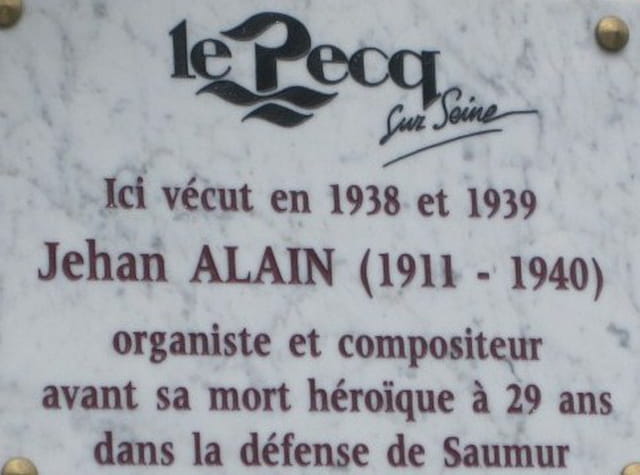 le Pecq
sur Seine
Ici vécut en 1938 et 1939
Jehan ALAIN (1911 - 1940)
organiste et compositeur
avant sa mort héroïque à 29 ans
dans la défense de Saumur